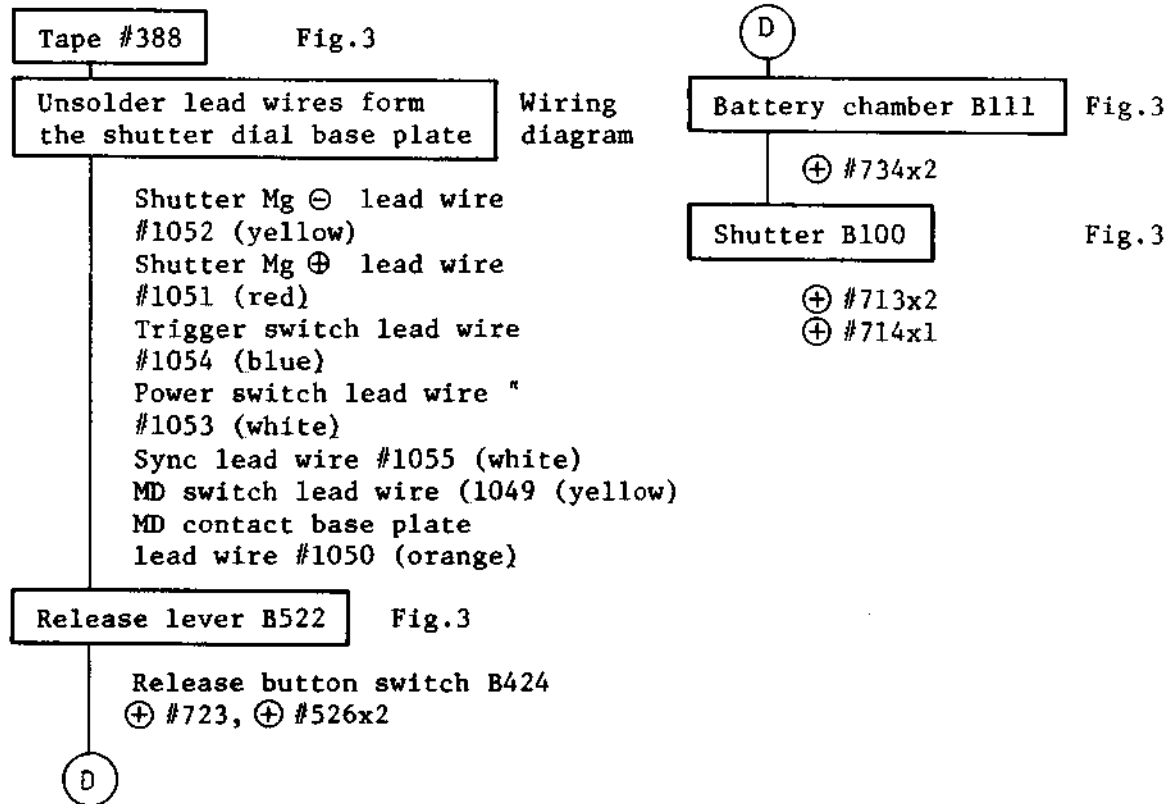 Tape #388 Fig.3
Unsolder lead wires form Wiring
the shutter dial base plate diagram
Shutter Mg ⊖ lead wire
#1052 (yellow)
Shutter Mg ⊕ lead wire
#1051 (red)
Trigger switch lead wire
#1054 (blue)
Power switch lead wire "
#1053 (white)
Sync lead wire #1055 (white)
MD switch lead wire (1049 (yellow)
MD contact base plate
lead wire #1050 (orange)
Release lever B522 Fig.3
Release button switch B424
⊕ #723, ⊕ #526x2
D
D
Battery chamber B111 Fig.3
⊕ #734x2
Shutter B100 Fig.3
⊕ #713x2
⊕ #714x1